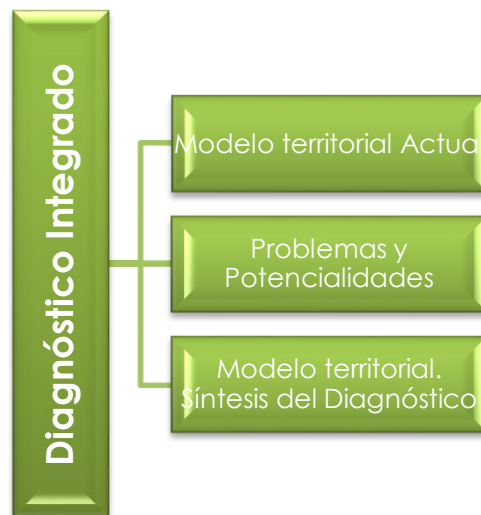 Diagnóstico Integrado
Modelo territorial Actua
Problemas y
Potencialidades
Modelo territorial.
Síntesis del Diagnóstico